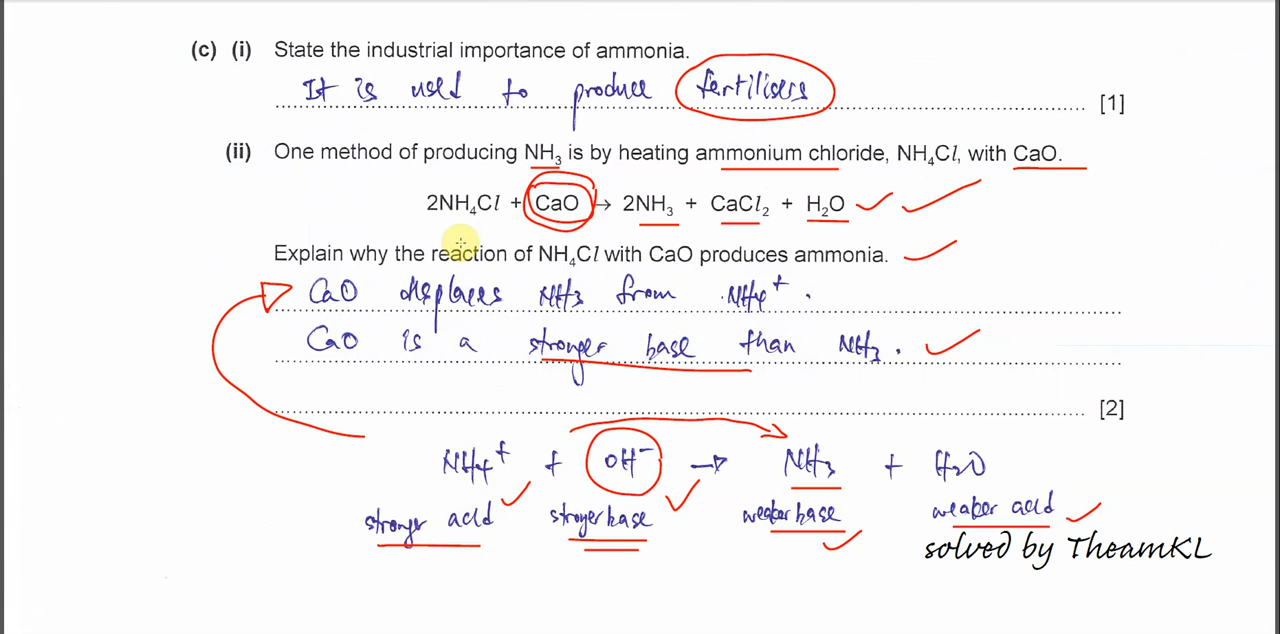 (c) (i) State the industrial importance of ammonia.
It is used to produce fertilisers
[1]
(ii) One method of producing NH₃ is by heating ammonium chloride, NH₄Cl, with CaO.
2NH₄Cl + CaO → 2NH₃ + CaCl₂ + H₂O
Explain why the reaction of NH₄Cl with CaO produces ammonia.
CaO displaces NH₃ from NH₄⁺.
CaO is a stronger base than NH₃.
[2]
NH₄⁺ + OH⁻ → NH₃ + H₂O
stronger acid stronger base weaker base weaker acid
solved by TheamKL